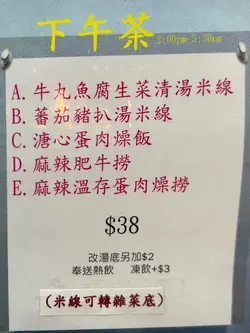 下午茶 2:00pm-5:30pm
A. 牛丸魚腐生菜清湯米線
B. 蕃茄豬扒湯米線
C. 溏心蛋肉燥飯
D. 麻辣肥牛撈
E. 麻辣溫存蛋肉燥撈
$38
改湯底另加$2
奉送熱飲 凍飲+$3
(米線可轉雜菜底)